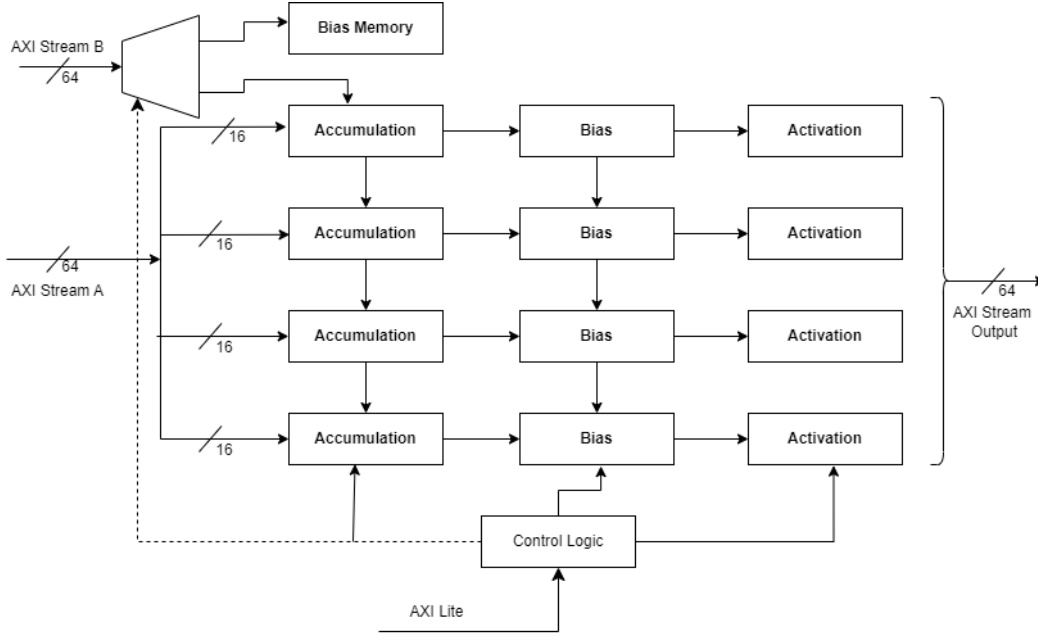 AXI Stream B
64
Bias Memory
16
Accumulation
Bias
Activation
16
Accumulation
Bias
Activation
64
AXI Stream A
64
AXI Stream
Output
16
Accumulation
Bias
Activation
16
Accumulation
Bias
Activation
Control Logic
AXI Lite